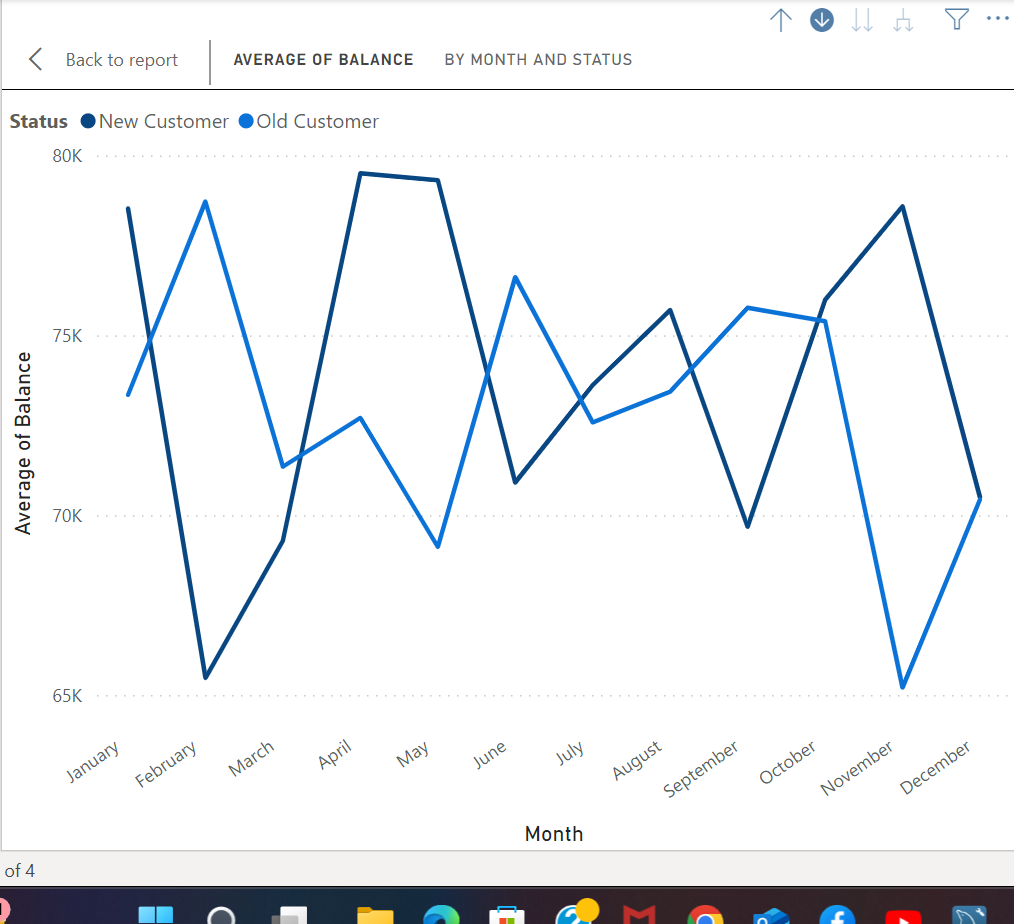 Back to report
AVERAGE OF BALANCE
BY MONTH AND STATUS
Status New Customer Old Customer
80K
75K
70K
65K
Average of Balance
January February March April May June July August September October November December
Month
of 4